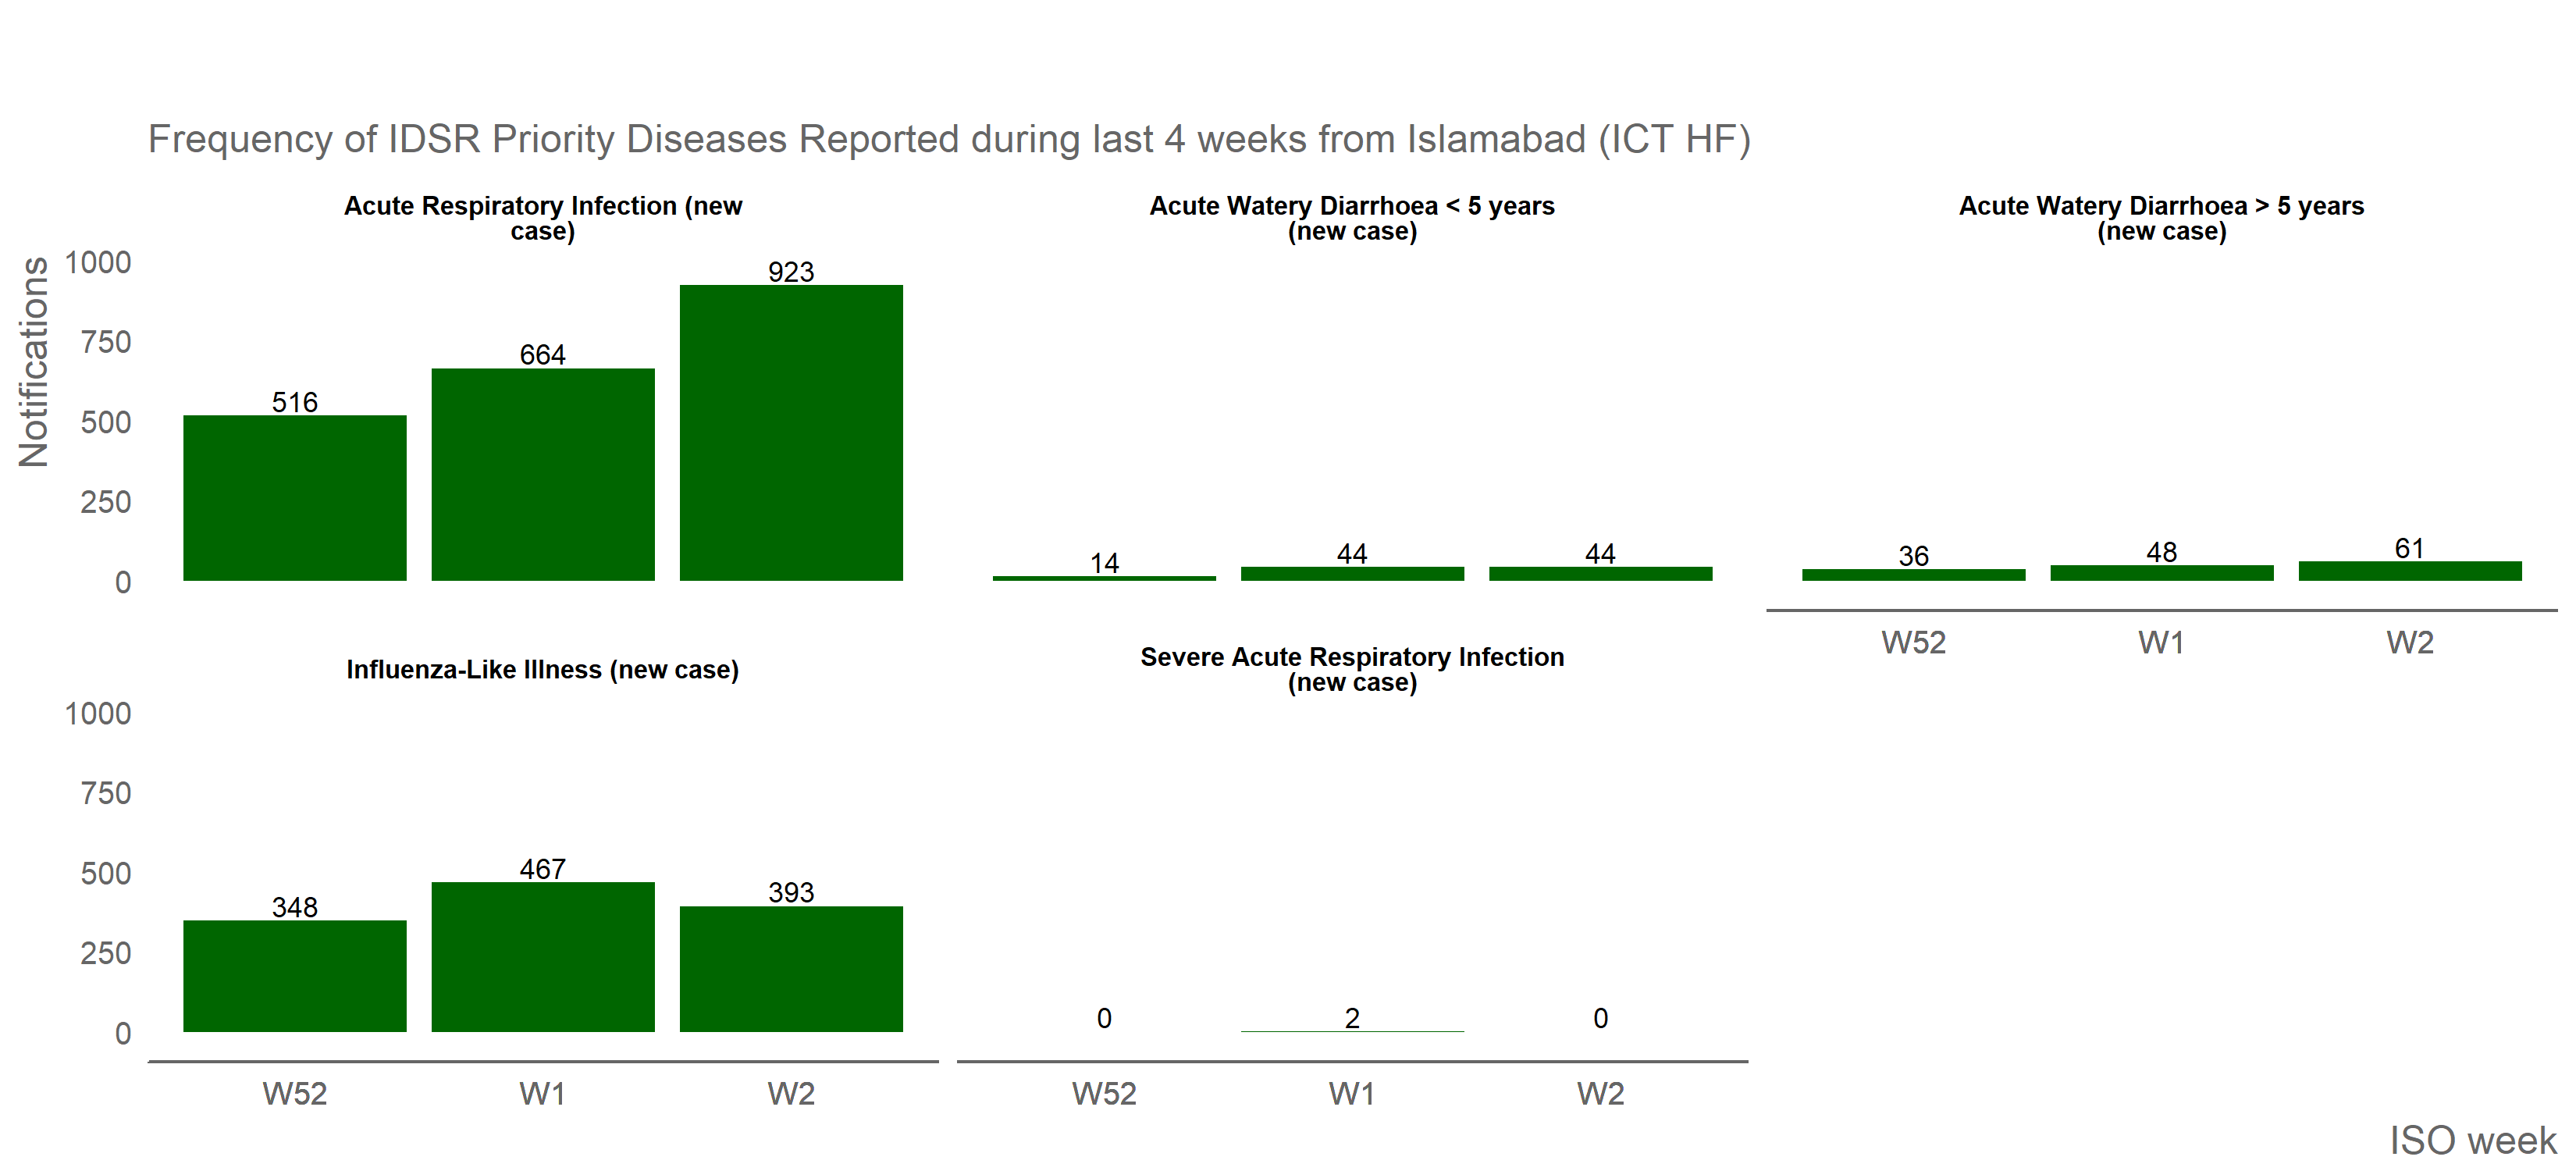 Frequency of IDSR Priority Diseases Reported during last 4 weeks from Islamabad (ICT HF)
Acute Respiratory Infection (new
case)
Acute Watery Diarrhoea < 5 years
(new case)
Acute Watery Diarrhoea > 5 years
(new case)
Notifications
1000
750
500
250
0
516
664
923
14
44
44
36
48
61
W52
W1
W2
Influenza-Like Illness (new case)
Severe Acute Respiratory Infection
(new case)
1000
750
500
250
0
348
467
393
0
2
0
W52
W1
W2
W52
W1
W2
ISO week